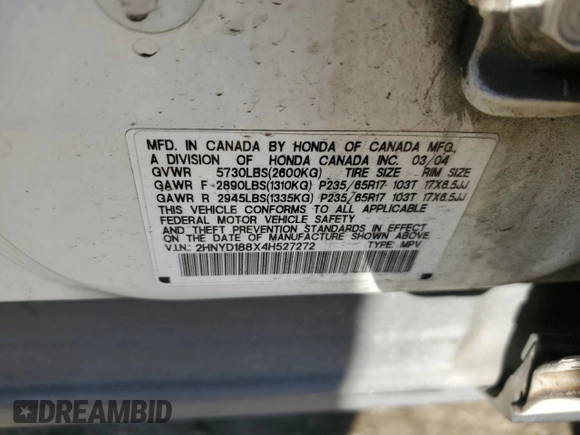 MFD. IN CANADA BY HONDA OF CANADA MFG.,
A DIVISION OF HONDA CANADA INC. 03/04
GVWR 5730LBS(2600KG) TIRE SIZE RIM SIZE
GAWR F 2890LBS(1310KG) P235/65R17 103T 17X6.5JJ
GAWR R 2945LBS(1335KG) P235/65R17 103T 17X6.5JJ
THIS VEHICLE CONFORMS TO ALL APPLICABLE
FEDERAL MOTOR VEHICLE SAFETY
AND THEFT PREVENTION STANDARDS IN EFFECT
ON THE DATE OF MANUFACTURE SHOWN ABOVE.
V.I.N.: 2HNYD188X4H527272 TYPE: MPV
DREAMBID